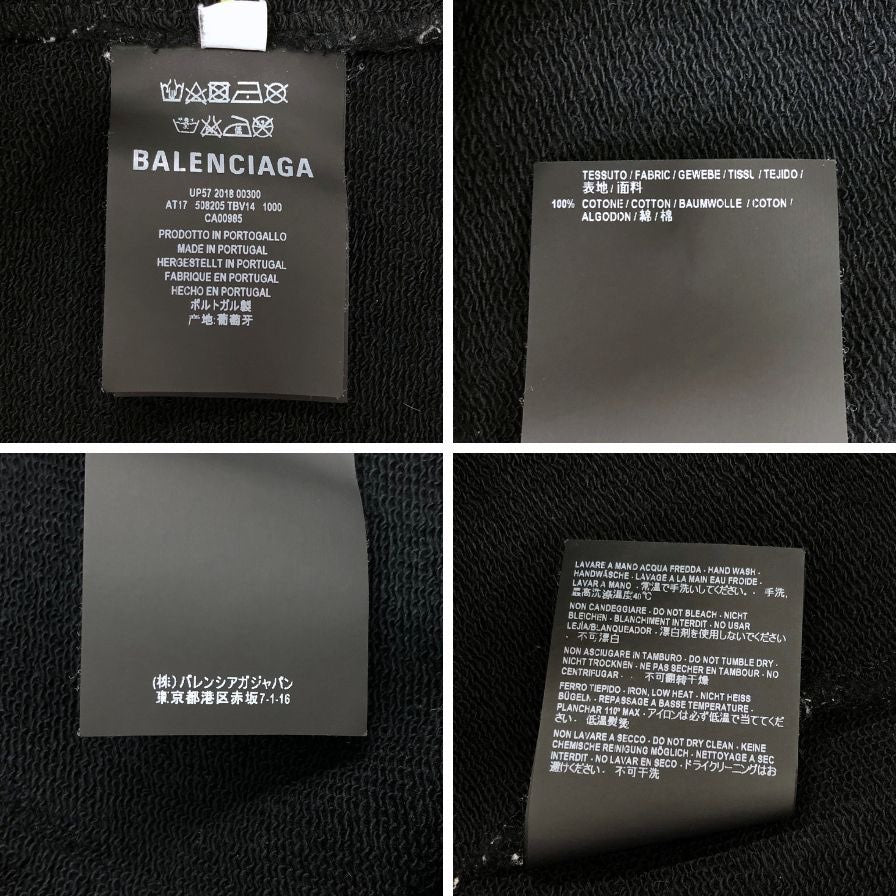 BALENCIAGA
UP57 2018 00300
AT17 508205 TBV14 1000
CA00985
PRODOTTO IN PORTOGALLO
MADE IN PORTUGAL
HERGESTELLT IN PORTUGAL
FABRIQUE EN PORTUGAL
HECHO EN PORTUGAL
ポルトガル製
产地:葡萄牙
TESSUTO / FABRIC / GEWEBE / TISSU / TEJIDO /
表地 / 面料
100% COTONE / COTTON / BAUMWOLLE / COTON /
ALGODON / 綿 / 棉
(株) バレンシアガジャパン
東京都港区赤坂7-1-16
LAVARE A MANO ACQUA FREDDA - HAND WASH -
HANDWÄSCHE - LAVAGE A LA MAIN EAU FROIDE -
LAVAR A MANO - 常温で手洗いしてください。 - 手洗,
最高洗涤温度40℃
NON CANDEGGIARE - DO NOT BLEACH - NICHT
BLEICHEN - BLANCHIMENT INTERDIT - NO USAR
LEJÍA/BLANQUEADOR - 漂白剤を使用しないでください
- 不可漂白
NON ASCIUGARE IN TAMBURO - DO NOT TUMBLE DRY -
NICHT TROCKNEN - NE PAS SECHER EN TAMBOUR - NO
CENTRIFUGAR - - 不可翻转干燥
FERRO TIEPIDO - IRON, LOW HEAT - NICHT HEISS
BÜGELN - REPASSAGE A BASSE TEMPERATURE -
PLANCHAR 110º MAX - アイロンは必ず低温で当ててくだ
さい. - 低温熨烫
NON LAVARE A SECCO - DO NOT DRY CLEAN - KEINE
CHEMISCHE REINIGUNG MÖGLICH - NETTOYAGE A SEC
INTERDIT - NO LAVAR EN SECO - ドライクリーニングはお
避けください. - 不可干洗